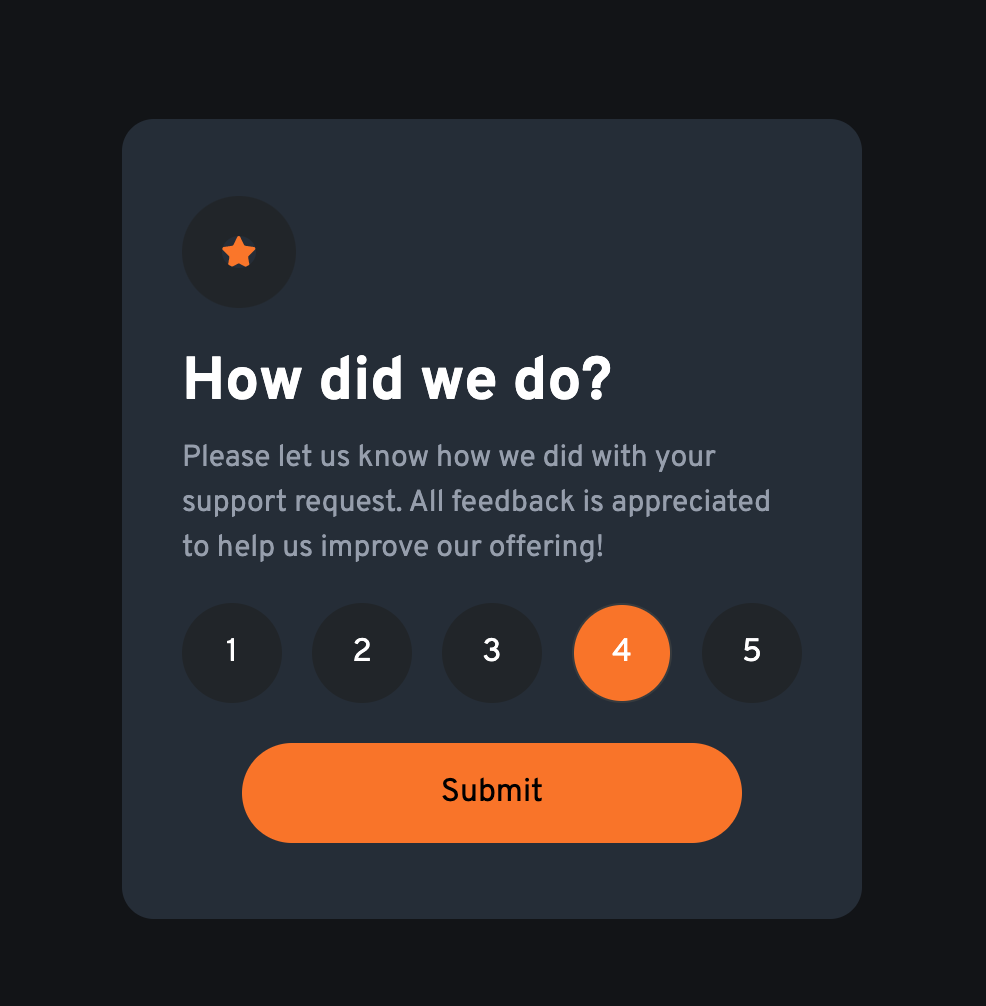 How did we do?
Please let us know how we did with your
support request. All feedback is appreciated
to help us improve our offering!
1 2 3 4 5
Submit